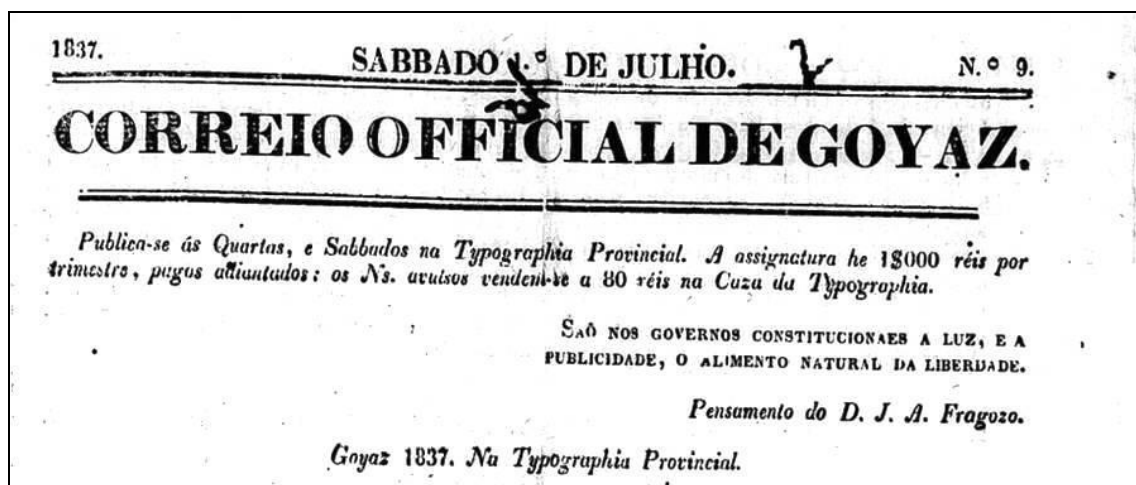 1837. SABBADO 1.º DE JULHO. N.º 9.
CORREIO OFFICIAL DE GOYAZ.
Publica-se ás Quartas, e Sabbados na Typographia Provincial. A assignatura he 1$000 réis por
trimestre, pagos adiantados: os Ns. avulsos vendem-se a 80 réis na Caza da Typographia.
SAÕ NOS GOVERNOS CONSTITUCIONAES A LUZ, E A
PUBLICIDADE, O ALIMENTO NATURAL DA LIBERDADE.
Pensamento do D. J. A. Fragozo.
Goyaz 1837. Na Typographia Provincial.